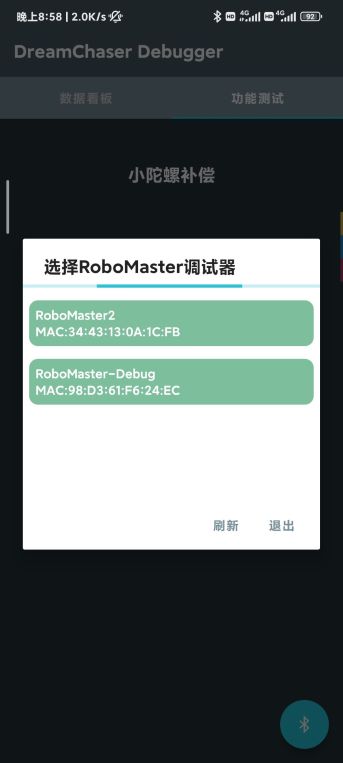 晚上8:58 | 2.0K/s
HD 4G HD 4G 92
DreamChaser Debugger
数据看板
功能测试
小陀螺补偿
选择RoboMaster调试器
RoboMaster2
MAC:34:43:13:0A:1C:FB
RoboMaster-Debug
MAC:98:D3:61:F6:24:EC
刷新
退出